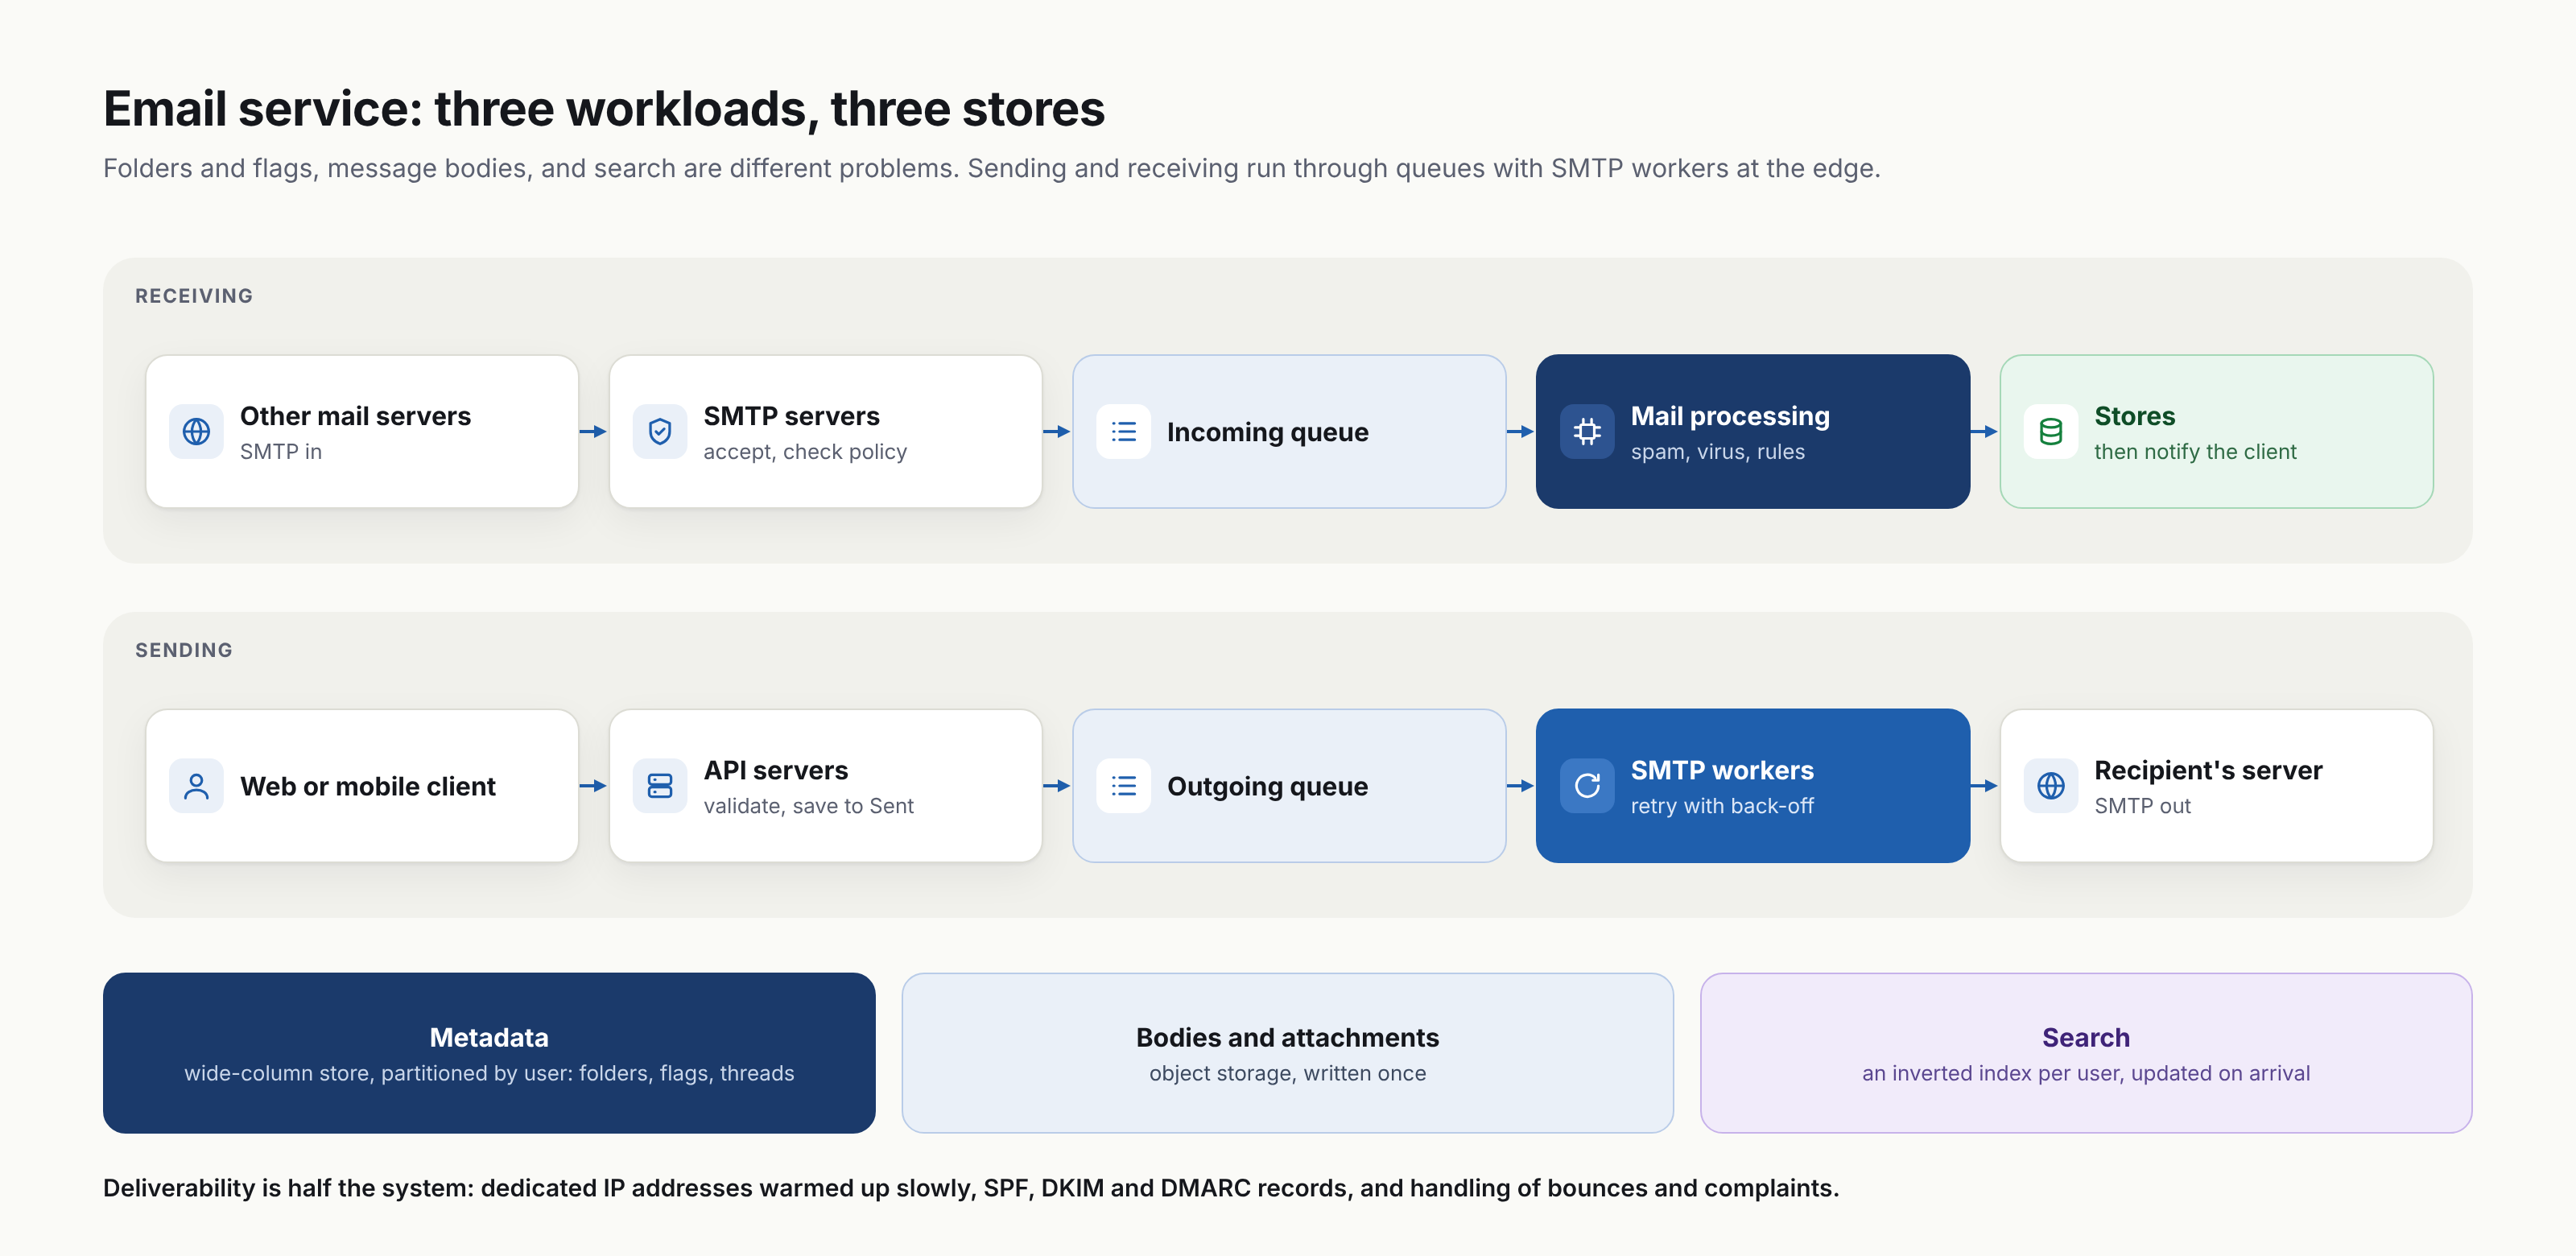 Email service: three workloads, three stores
Folders and flags, message bodies, and search are different problems. Sending and receiving run through queues with SMTP workers at the edge.
RECEIVING
Other mail servers
SMTP in
SMTP servers
accept, check policy
Incoming queue
Mail processing
spam, virus, rules
Stores
then notify the client
SENDING
Web or mobile client
API servers
validate, save to Sent
Outgoing queue
SMTP workers
retry with back-off
Recipient's server
SMTP out
Metadata
wide-column store, partitioned by user: folders, flags, threads
Bodies and attachments
object storage, written once
Search
an inverted index per user, updated on arrival
Deliverability is half the system: dedicated IP addresses warmed up slowly, SPF, DKIM and DMARC records, and handling of bounces and complaints.